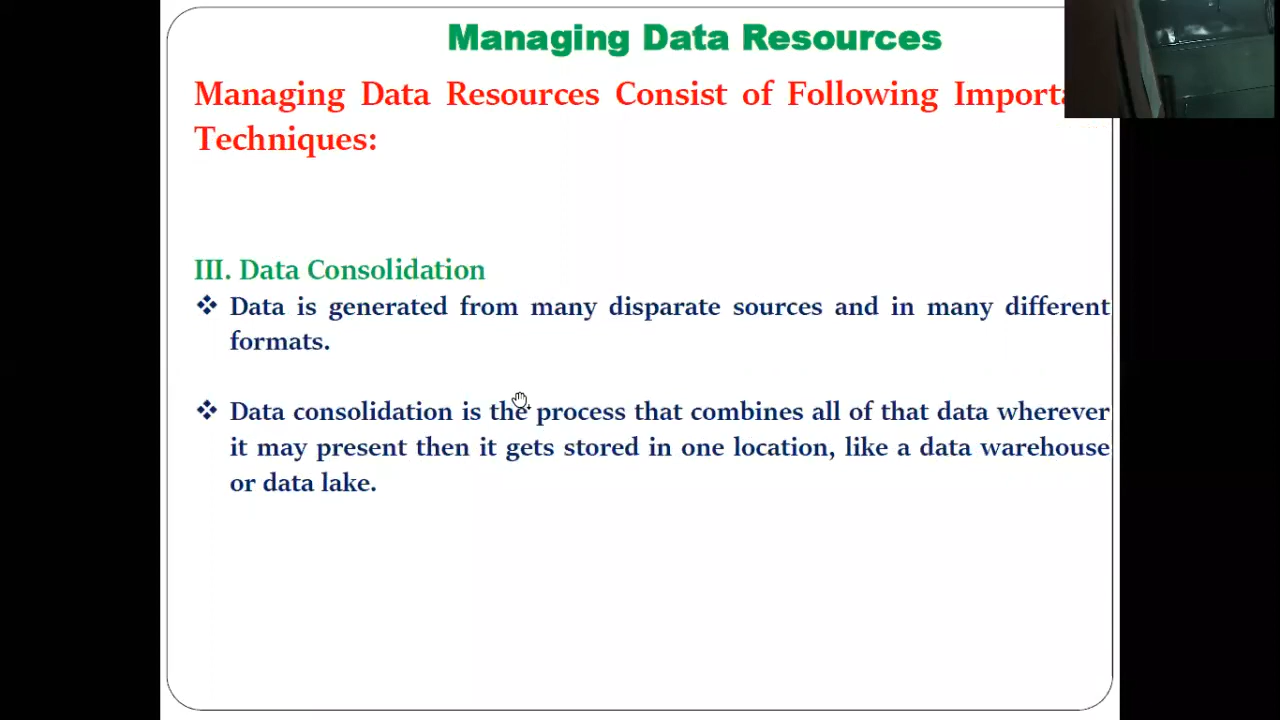 Managing Data Resources
Managing Data Resources Consist of Following
Techniques:
III. Data Consolidation
❖ Data is generated from many disparate sources and in many different
formats.
❖ Data consolidation is the process that combines all of that data wherever
it may present then it gets stored in one location, like a data warehouse
or data lake.